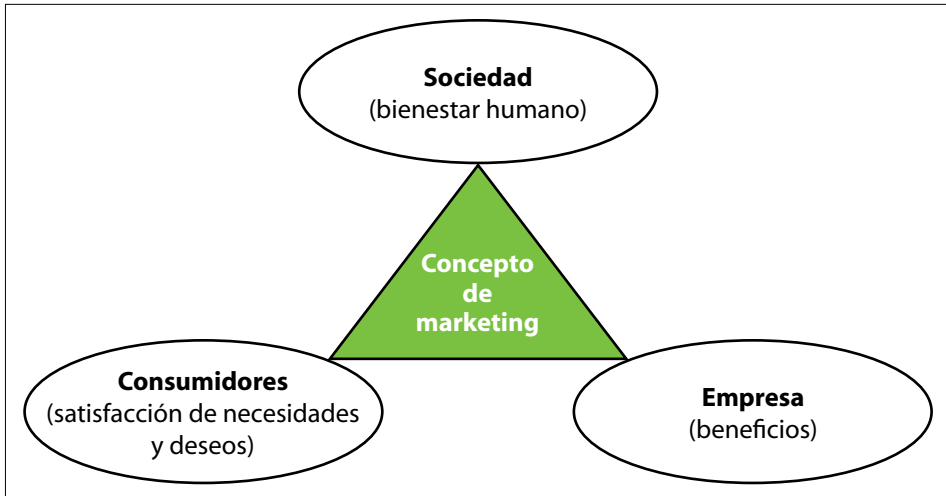 Sociedad
(bienestar humano)
Concepto
de
marketing
Consumidores
(satisfacción de necesidades
y deseos)
Empresa
(beneficios)